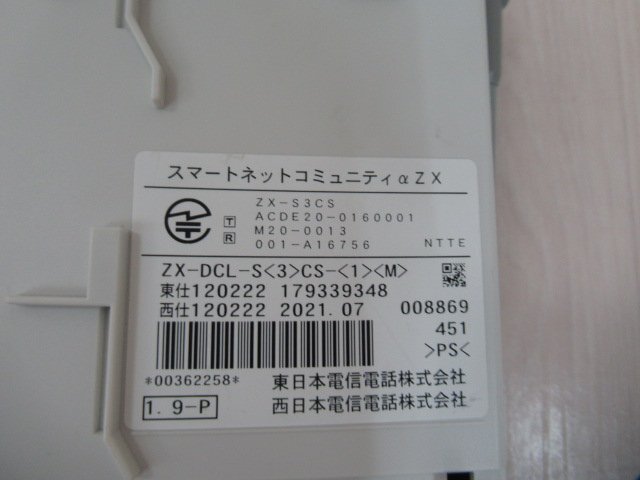 スマートネットコミュニティαZX
ZX-S3CS
T ACDE20-0160001
R M20-0013
001-A16756 NTTE
ZX-DCL-S<3>CS-<1><M>
東仕120222 179339348
西仕120222 2021.07 008869
451
>PS<
*00362258* 東日本電信電話株式会社
1.9-P 西日本電信電話株式会社